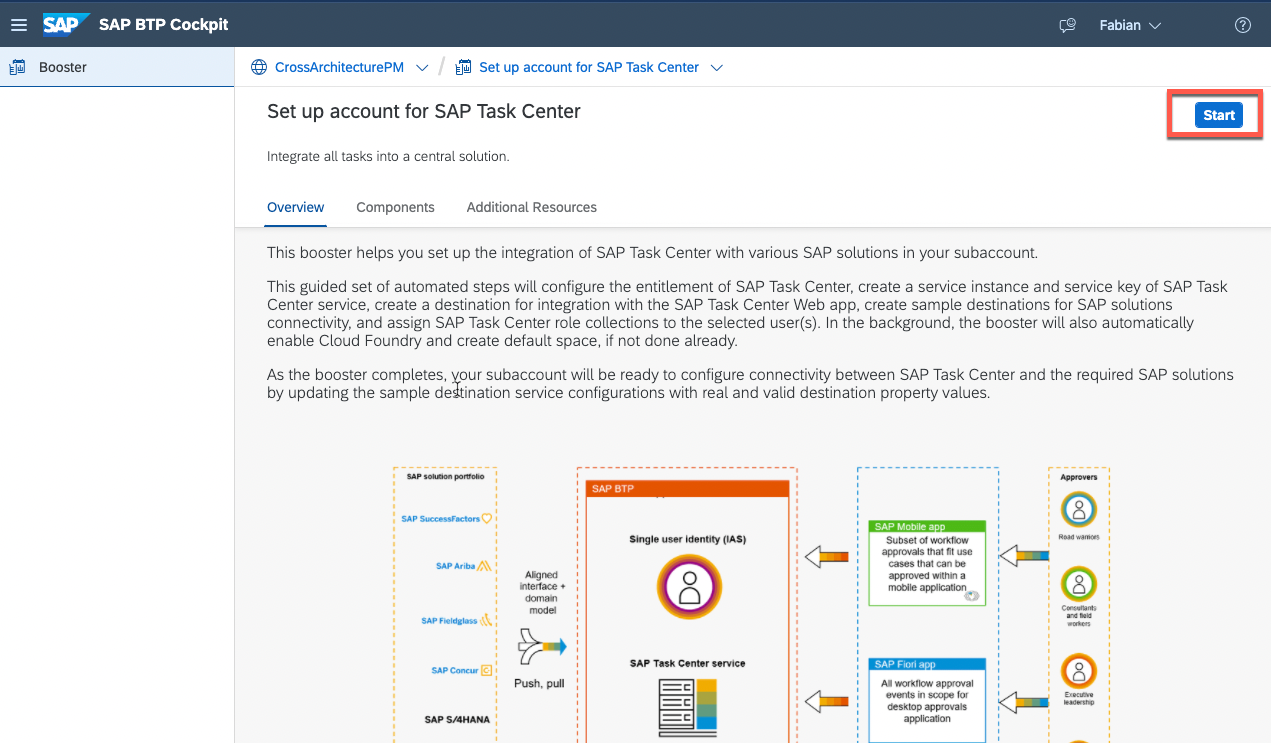 SAP SAP BTP Cockpit
Fabian
Booster
CrossArchitecturePM / Set up account for SAP Task Center
Set up account for SAP Task Center
Start
Integrate all tasks into a central solution.
Overview Components Additional Resources
This booster helps you set up the integration of SAP Task Center with various SAP solutions in your subaccount.
This guided set of automated steps will configure the entitlement of SAP Task Center, create a service instance and service key of SAP Task
Center service, create a destination for integration with the SAP Task Center Web app, create sample destinations for SAP solutions
connectivity, and assign SAP Task Center role collections to the selected user(s). In the background, the booster will also automatically
enable Cloud Foundry and create default space, if not done already.
As the booster completes, your subaccount will be ready to configure connectivity between SAP Task Center and the required SAP solutions
by updating the sample destination service configurations with real and valid destination property values.
SAP solution portfolio
SAP SuccessFactors
SAP Ariba
SAP Fieldglass
SAP Concur
SAP S/4HANA
Aligned
interface +
domain
model
Push, pull
SAP BTP
Single user identity (IAS)
SAP Task Center service
SAP Mobile app
Subset of workflow
approvals that fit use
cases that can be
approved within a
mobile application
SAP Fiori app
All workflow approval
events in scope for
desktop approvals
application
Approvers
Road warriors
Consultants
and field
workers
Executive
leadership